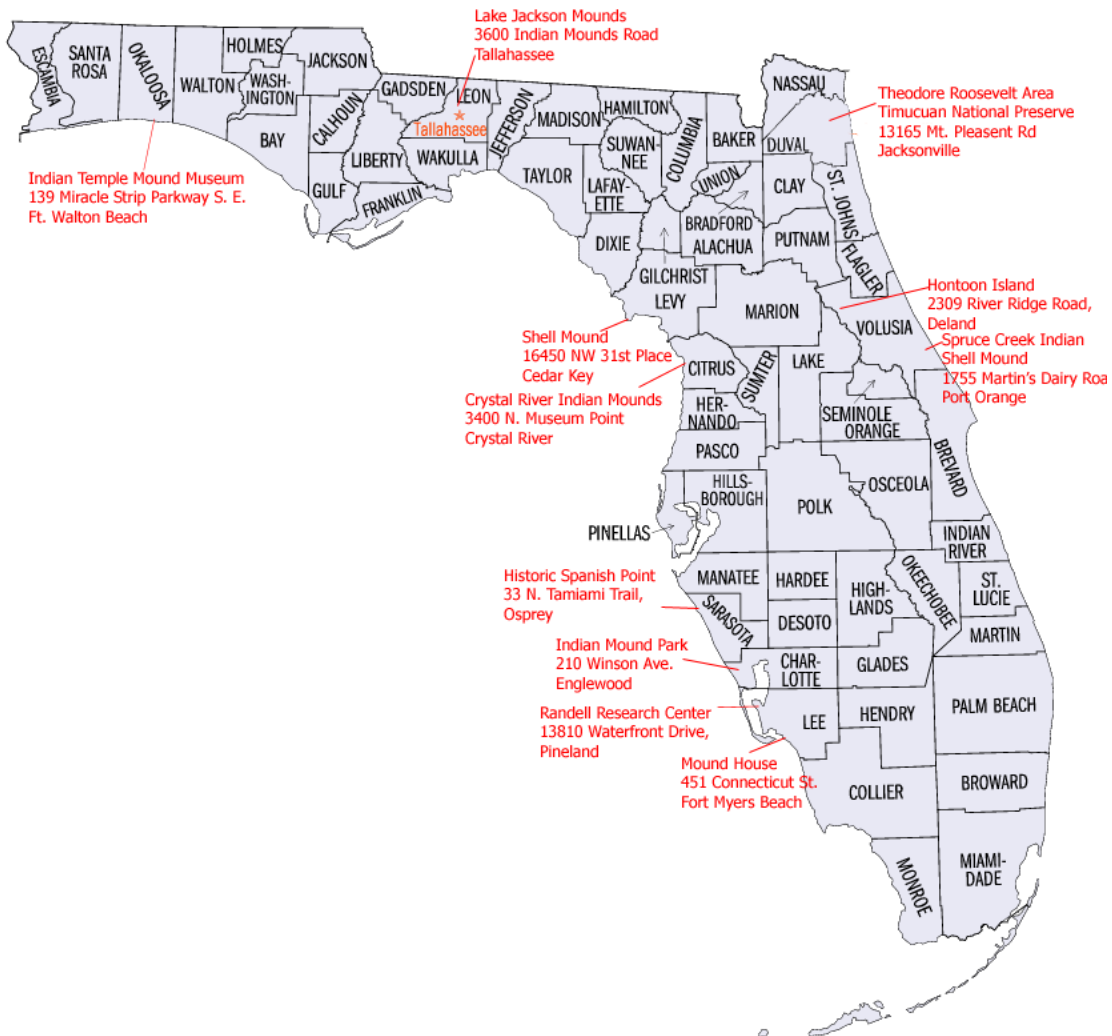 Lake Jackson Mounds
3600 Indian Mounds Road
Tallahassee
HOLMES
SANTA
ROSA
OKALOOSA
ESCAMBIA
WALTON
WASH-
INGTON
JACKSON
GADSDEN
LEON
Tallahassee
JEFFERSON
MADISON
HAMILTON
NASSAU
Theodore Roosevelt Area
Timucuan National Preserve
13165 Mt. Pleasent Rd
Jacksonville
BAY
CALHOUN
LIBERTY
WAKULLA
GULF
FRANKLIN
TAYLOR
SUWAN-
NEE
COLUMBIA
BAKER
DUVAL
UNION
CLAY
ST. JOHNS
LAFAY-
ETTE
BRADFORD
ALACHUA
PUTNAM
FLAGLER
DIXIE
GILCHRIST
LEVY
MARION
VOLUSIA
Indian Temple Mound Museum
139 Miracle Strip Parkway S. E.
Ft. Walton Beach
Hontoon Island
2309 River Ridge Road,
Deland
Spruce Creek Indian
Shell Mound
1755 Martin's Dairy Roa
Port Orange
Shell Mound
16450 NW 31st Place
Cedar Key
Crystal River Indian Mounds
3400 N. Museum Point
Crystal River
CITRUS
SUMTER
LAKE
HER-
NANDO
SEMINOLE
ORANGE
PASCO
BREVARD
HILLS-
BOROUGH
POLK
OSCEOLA
PINELLAS
INDIAN
RIVER
Historic Spanish Point
33 N. Tamiami Trail,
Osprey
MANATEE
HARDEE
HIGH-
LANDS
OKEECHOBEE
ST.
LUCIE
SARASOTA
DESOTO
MARTIN
Indian Mound Park
210 Winson Ave.
Englewood
CHAR-
LOTTE
GLADES
Randell Research Center
13810 Waterfront Drive,
Pineland
LEE
HENDRY
PALM BEACH
Mound House
451 Connecticut St.
Fort Myers Beach
COLLIER
BROWARD
MONROE
MIAMI-
DADE